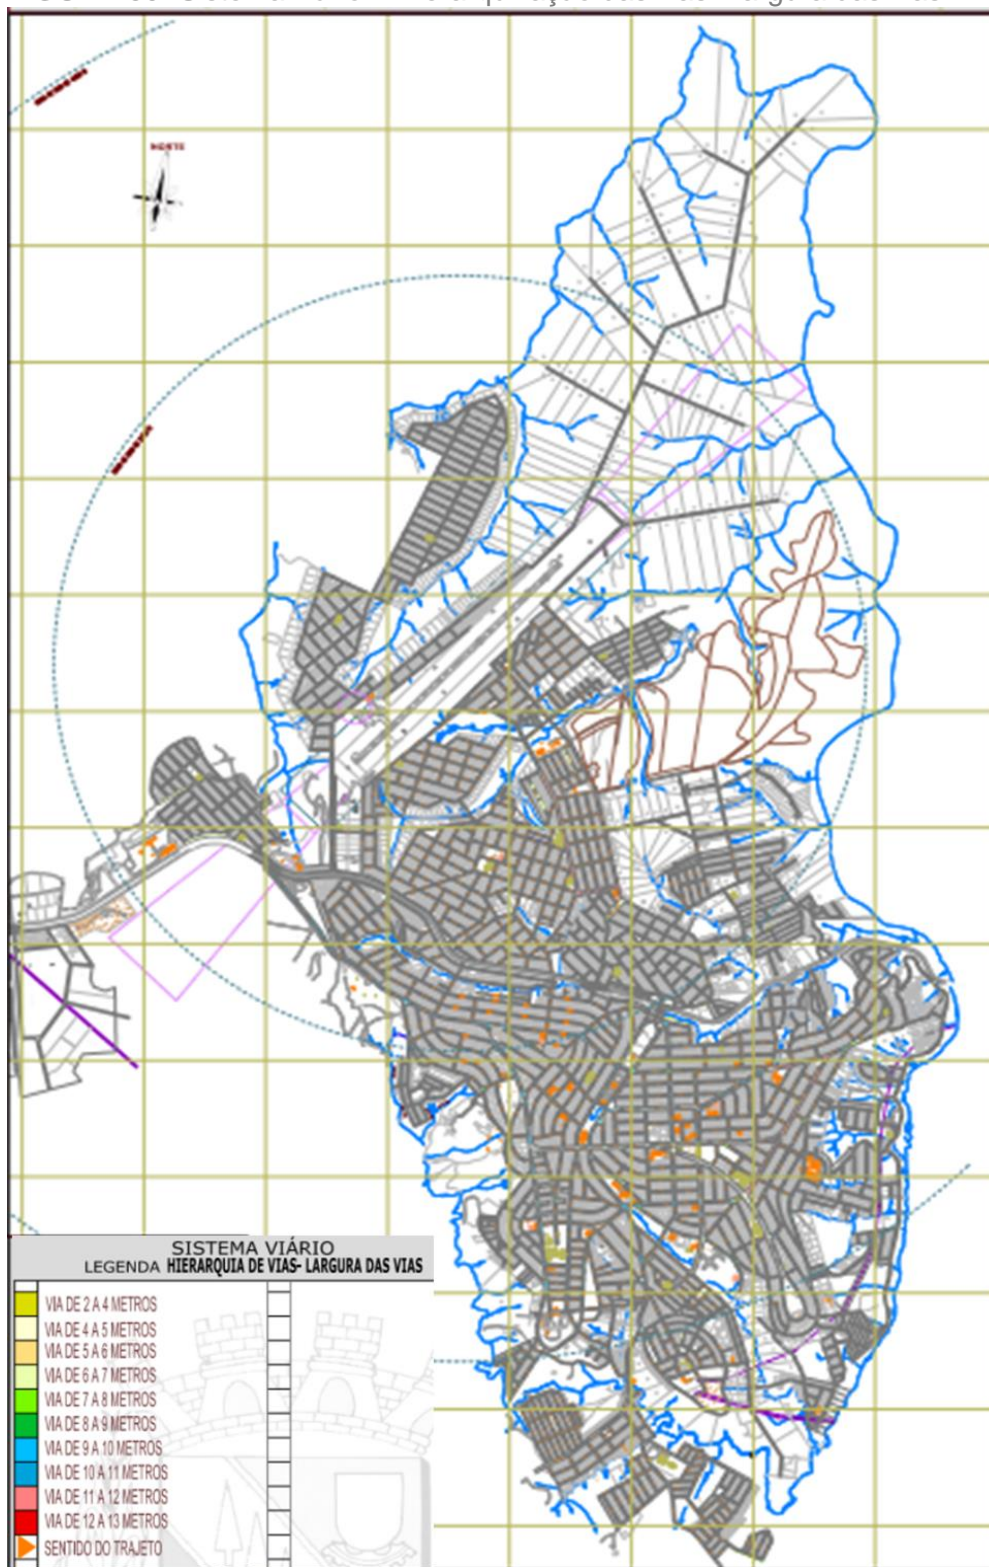 NORTE
SISTEMA VIÁRIO
LEGENDA HIERARQUIA DE VIAS- LARGURA DAS VIAS
VIA DE 2 A 4 METROS
VIA DE 4 A 5 METROS
VIA DE 5 A 6 METROS
VIA DE 6 A 7 METROS
VIA DE 7 A 8 METROS
VIA DE 8 A 9 METROS
VIA DE 9 A 10 METROS
VIA DE 10 A 11 METROS
VIA DE 11 A 12 METROS
VIA DE 12 A 13 METROS
SENTIDO DO TRAJETO